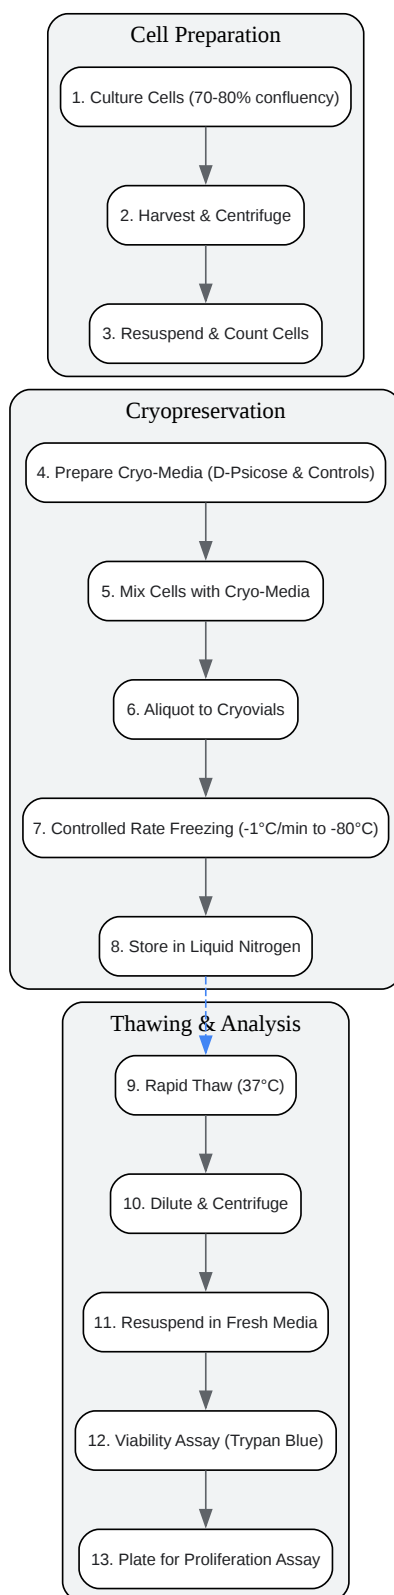 Cell Preparation
1. Culture Cells (70-80% confluency)
2. Harvest & Centrifuge
3. Resuspend & Count Cells
Cryopreservation
4. Prepare Cryo-Media (D-Psicose & Controls)
5. Mix Cells with Cryo-Media
6. Aliquot to Cryovials
7. Controlled Rate Freezing (-1°C/min to -80°C)
8. Store in Liquid Nitrogen
Thawing & Analysis
9. Rapid Thaw (37°C)
10. Dilute & Centrifuge
11. Resuspend in Fresh Media
12. Viability Assay (Trypan Blue)
13. Plate for Proliferation Assay